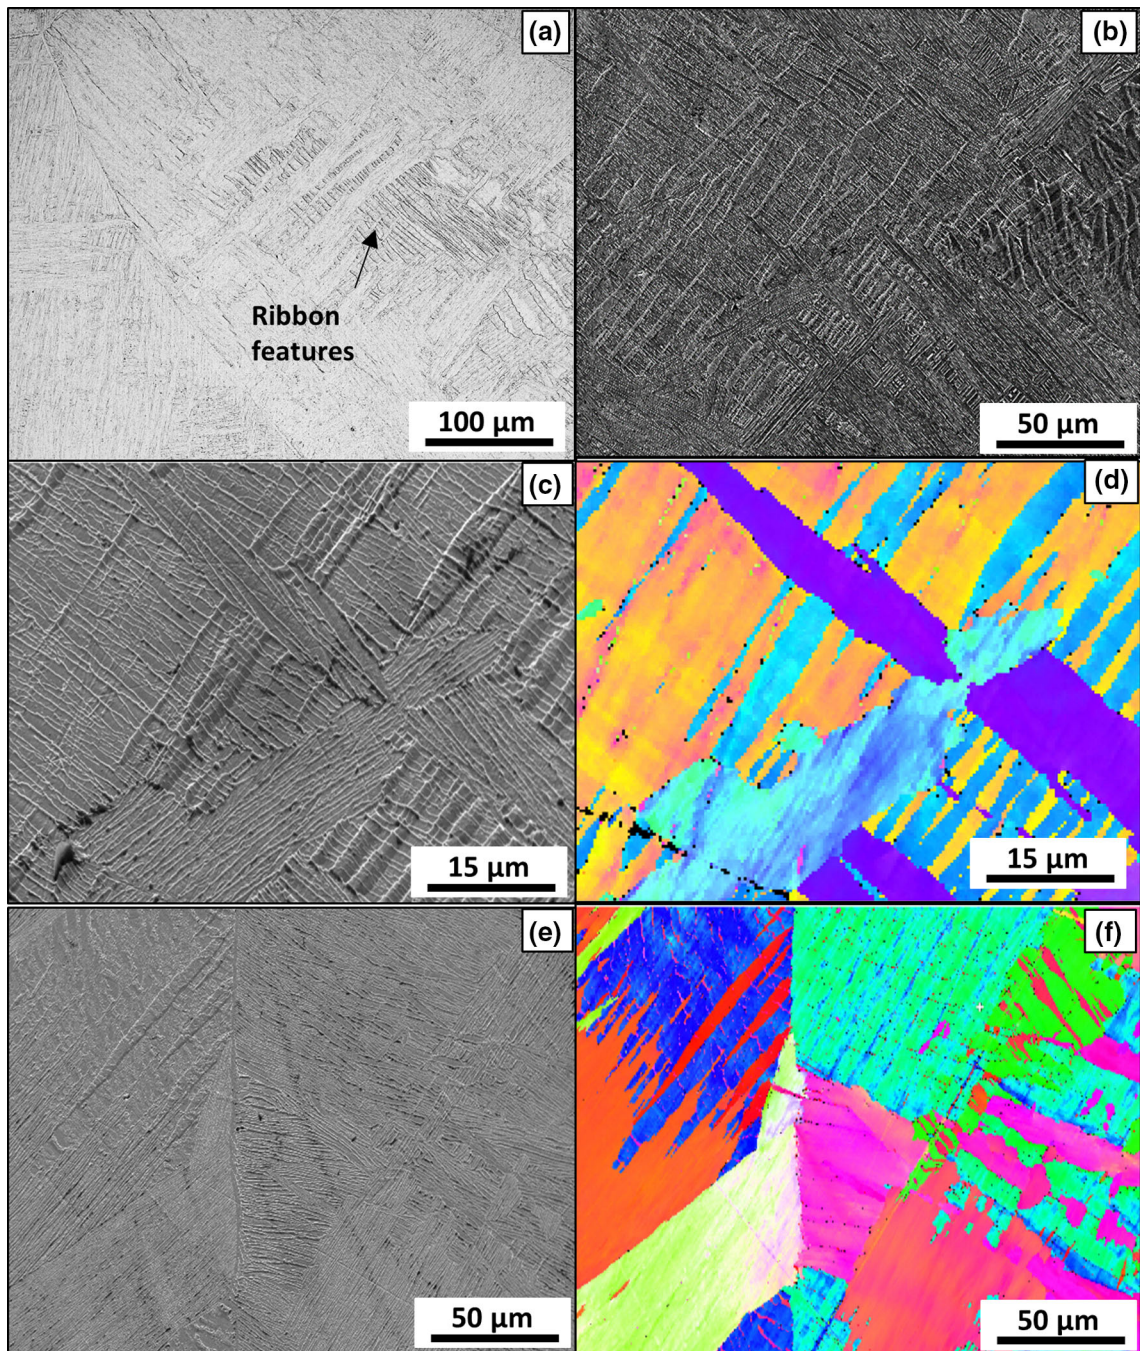 (a)
(b)
Ribbon
features
100 μm
50 μm
(c)
(d)
15 μm
15 μm
(e)
(f)
50 μm
50 μm